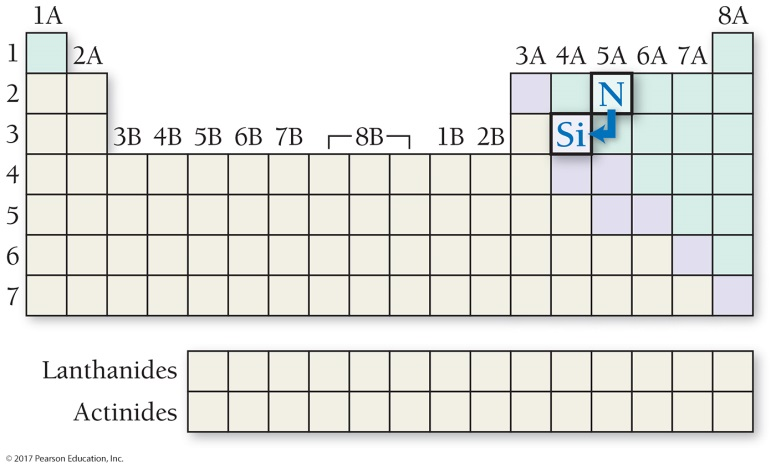 1A 8A
1 2A 3A 4A 5A 6A 7A
2 N
3 3B 4B 5B 6B 7B 8B 1B 2B Si
4
5
6
7
Lanthanides
Actinides
© 2017 Pearson Education, Inc.